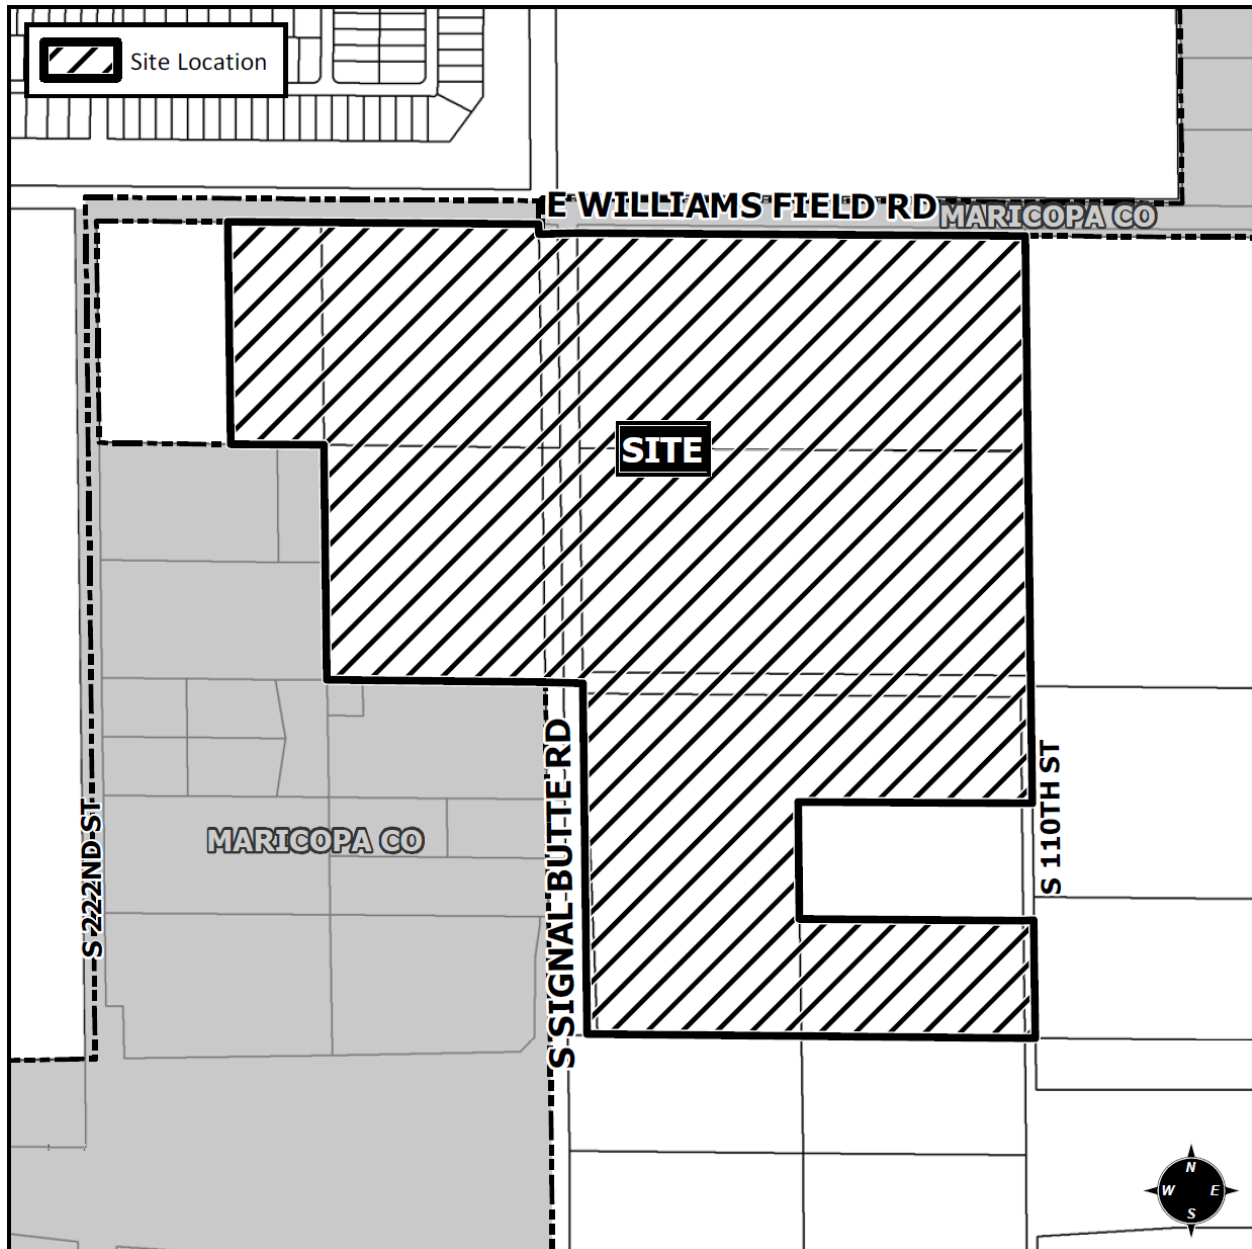 Site Location
E WILLIAMS FIELD RD
MARICOPA CO
SITE
S SIGNAL BUTTE RD
S 110TH ST
S 222ND ST
MARICOPA CO
N
W E
S